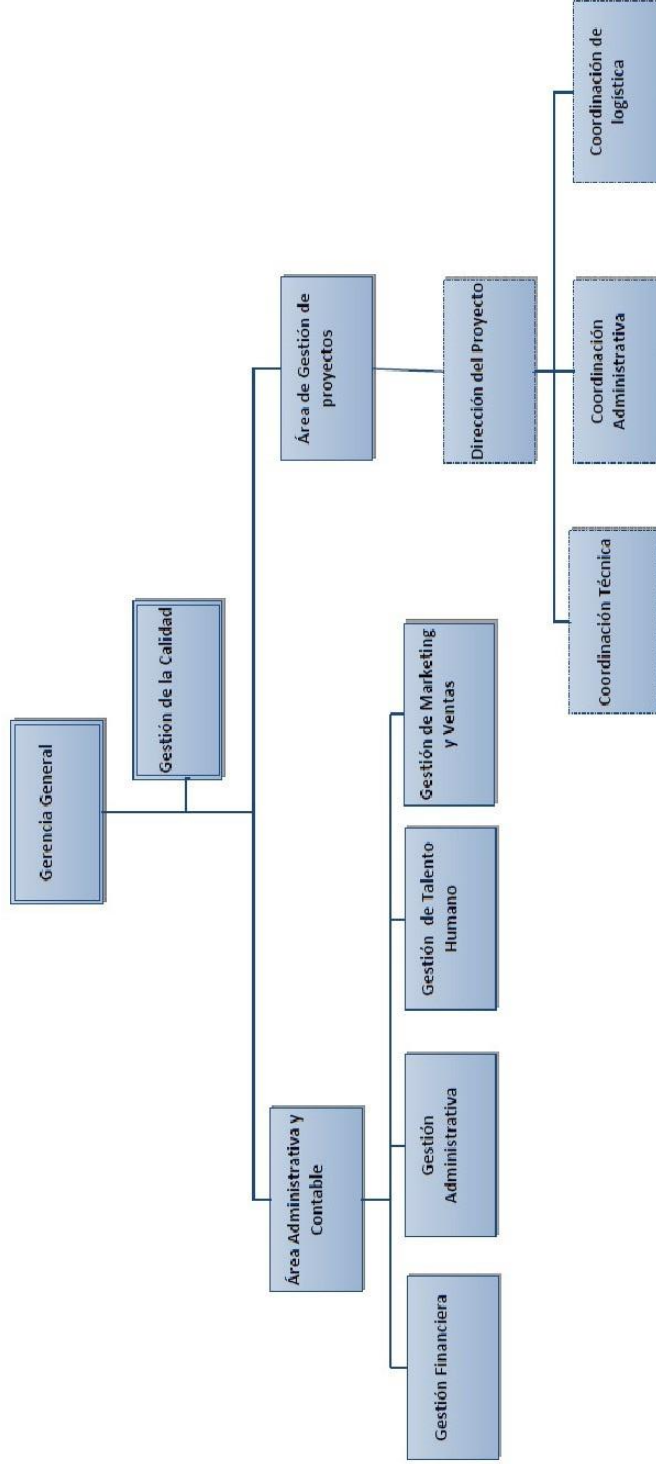 Gerencia General
Gestión de la Calidad
Área Administrativa y
Contable
Área de Gestión de
proyectos
Gestión Financiera
Gestión
Administrativa
Gestión de Talento
Humano
Gestión de Marketing
y Ventas
Dirección del Proyecto
Coordinación Técnica
Coordinación
Administrativa
Coordinación de
logística